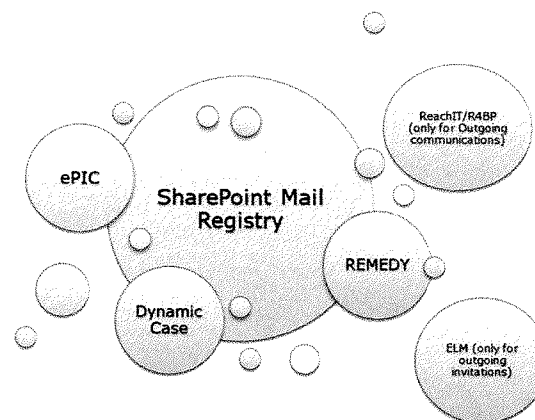 ReachIT/R4BP
(only for Outgoing
communications)
ePIC
SharePoint Mail
Registry
REMEDY
Dynamic
Case
ELM (only for
outgoing
invitations)